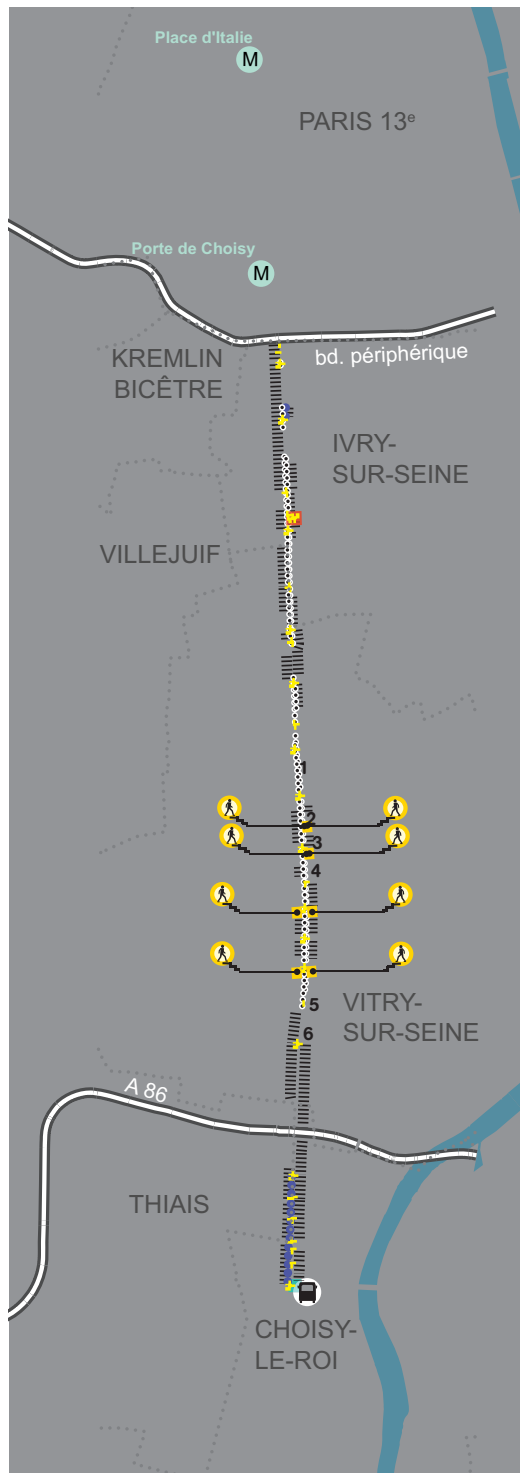 Place d'Italie
M
PARIS 13e
Porte de Choisy
M
bd. périphérique
KREMLIN
BICÊTRE
IVRY-
SUR-SEINE
VILLEJUIF
1
2
3
4
5
VITRY-
SUR-SEINE
6
A 86
THIAIS
CHOISY-
LE-ROI